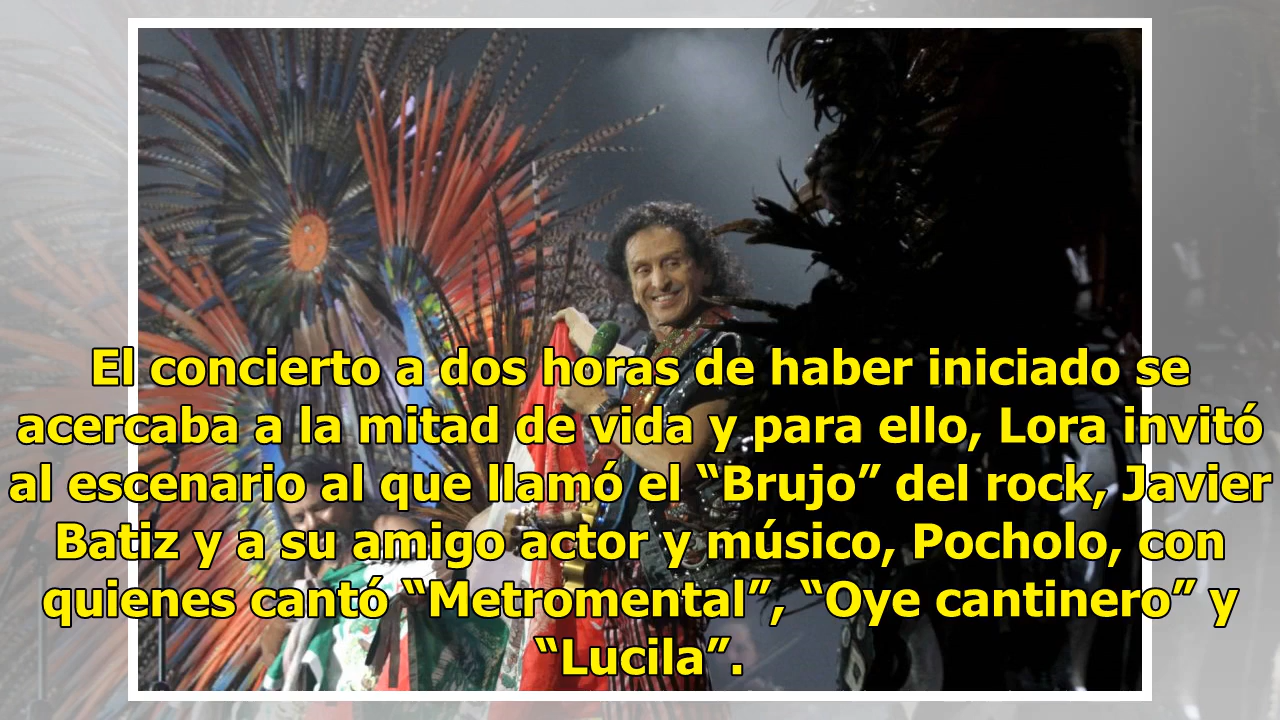 El concierto a dos horas de haber iniciado se
acercaba a la mitad de vida y para ello, Lora invitó
al escenario al que llamó el “Brujo” del rock, Javier
Batiz y a su amigo actor y músico, Pocholo, con
quienes cantó “Metromental”, “Oye cantinero” y
“Lucila”.